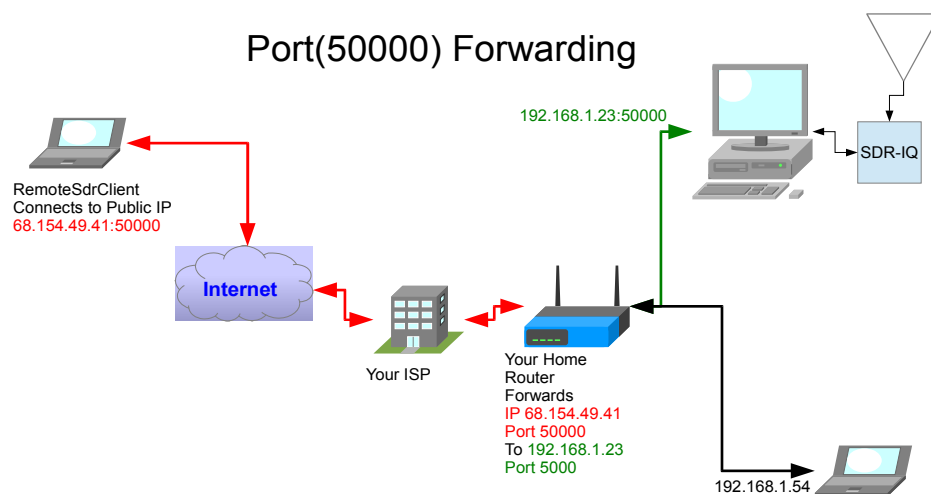 Port(50000) Forwarding
192.168.1.23:50000
SDR-IQ
RemoteSdrClient
Connects to Public IP
68.154.49.41:50000
Internet
Your ISP
Your Home
Router
Forwards
IP 68.154.49.41
Port 50000
To 192.168.1.23
Port 5000
192.168.1.54